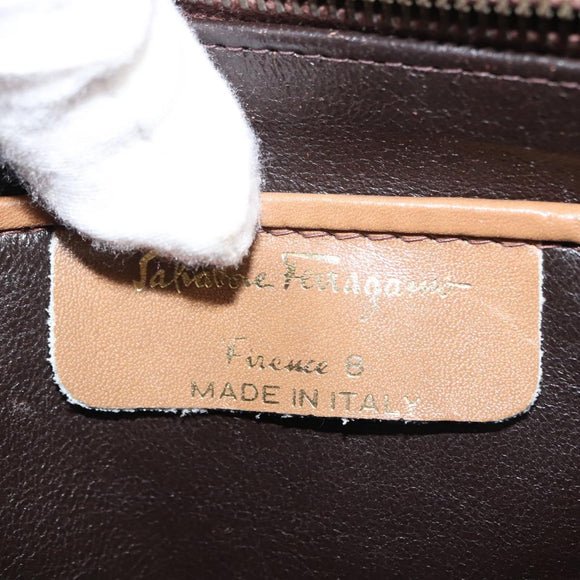 Salvatore Ferragamo
Firenze 8
MADE IN ITALY